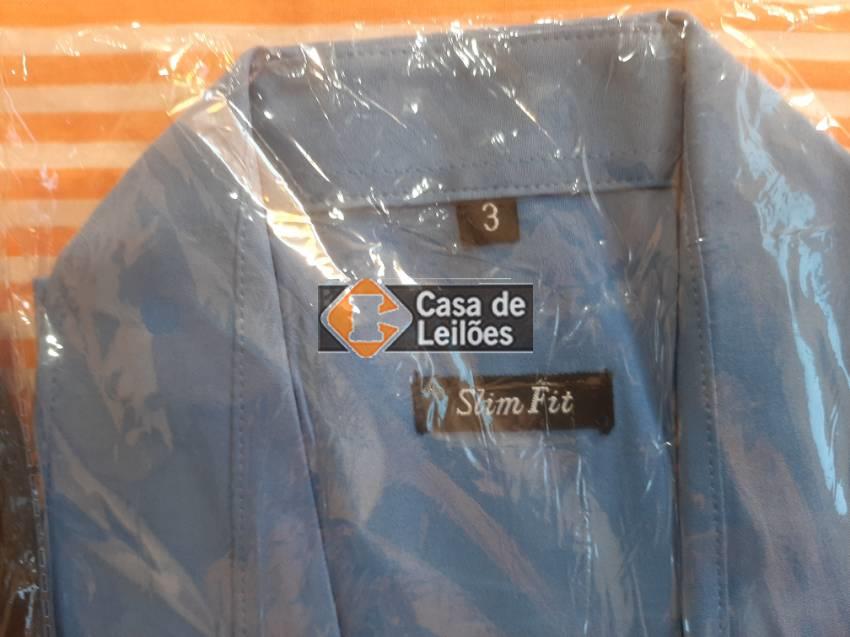 3
Casa de
Leilões
Slim Fit